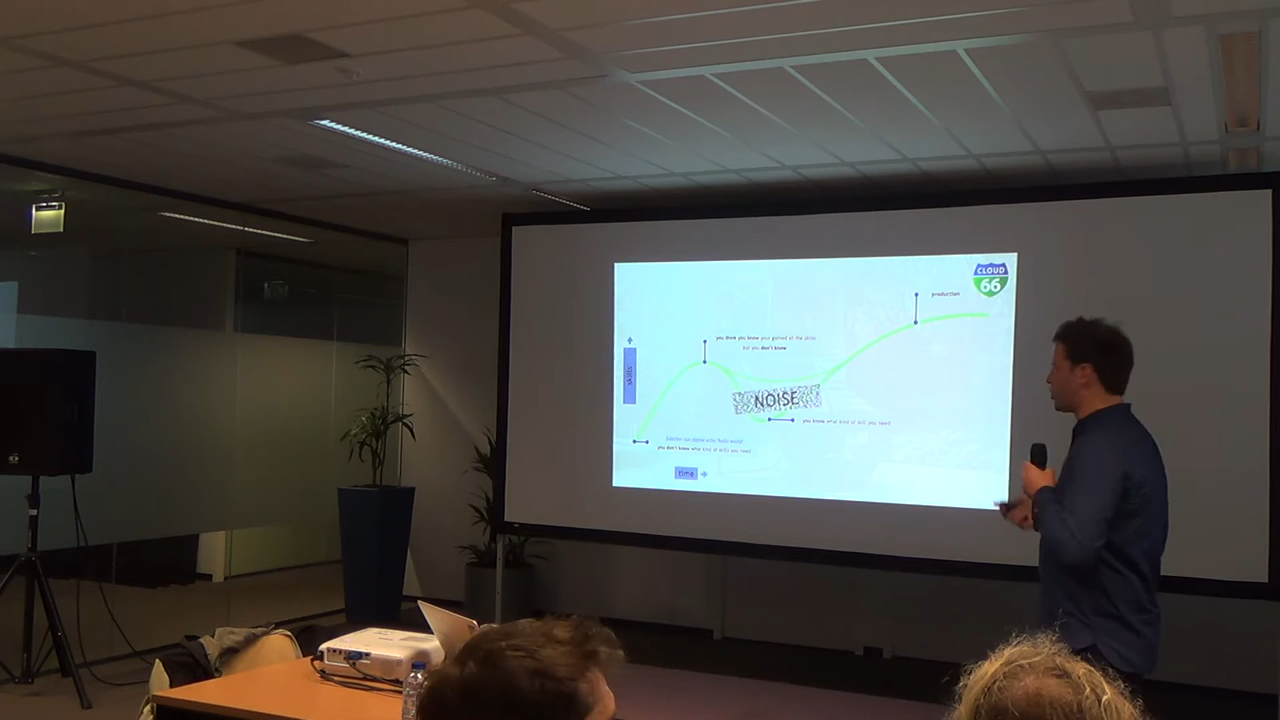 CLOUD
66
production
you think you know your gained all the skills
but you don't know
skills
NOISE
you know what kind of skill you need
you don't know what kind of skills you need
time